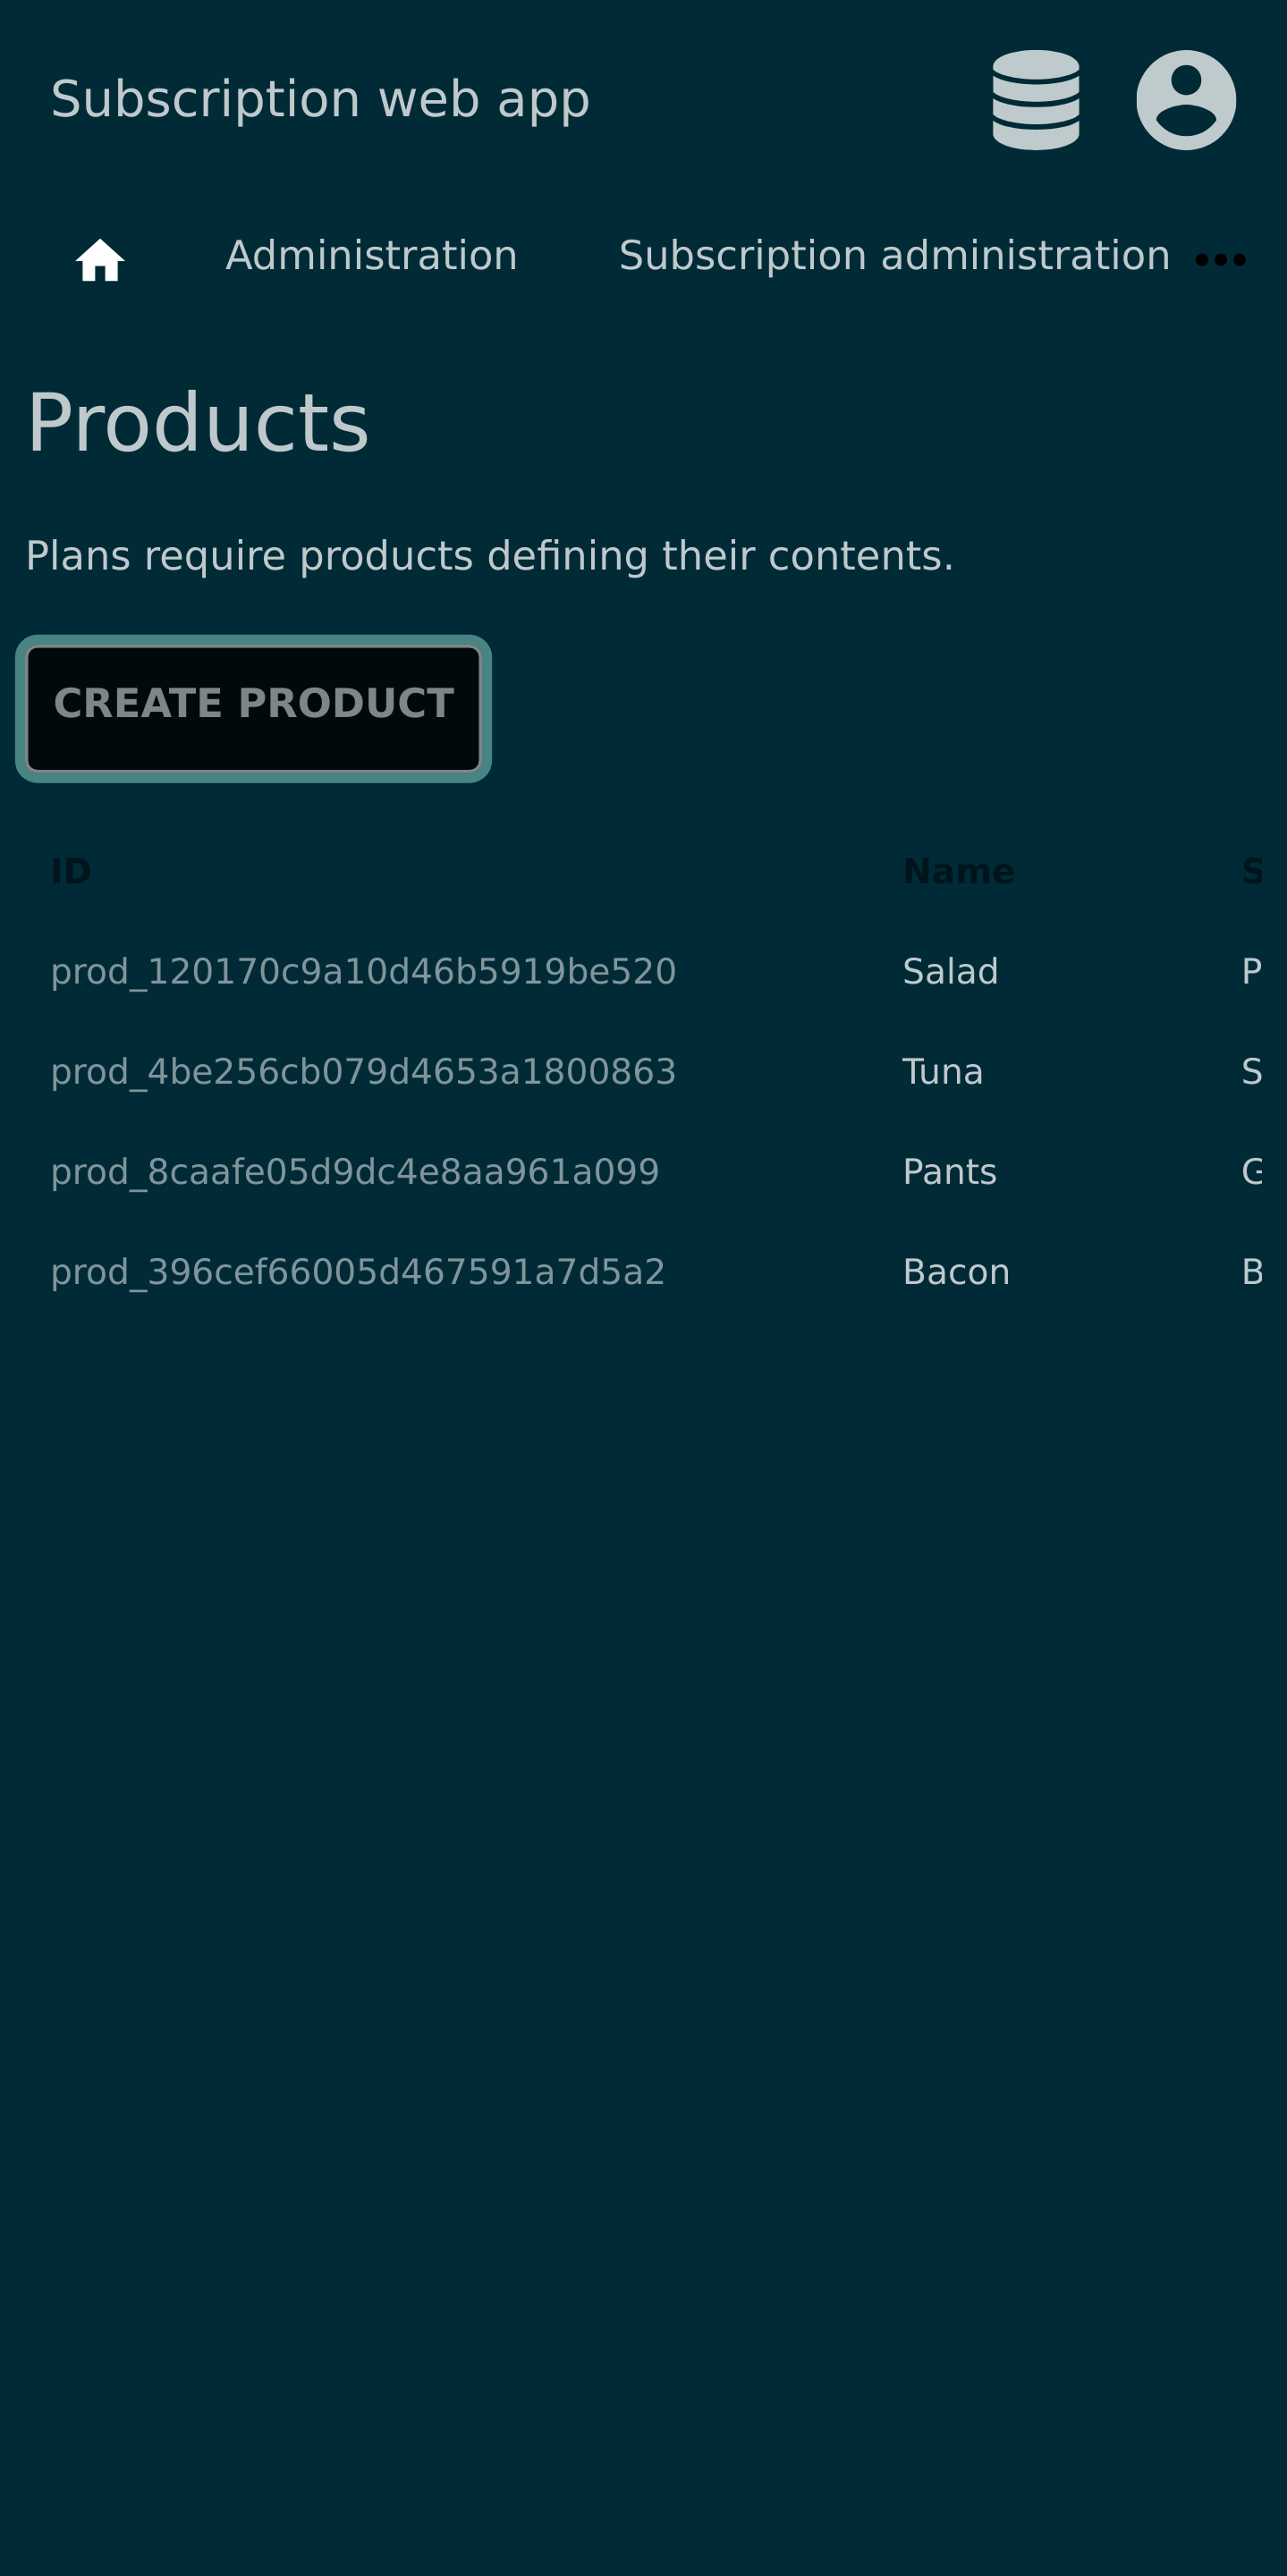 Subscription web app
Administration Subscription administration
Products
Plans require products defining their contents.
CREATE PRODUCT
ID Name S
prod_120170c9a10d46b5919be520 Salad P
prod_4be256cb079d4653a1800863 Tuna S
prod_8caafe05d9dc4e8aa961a099 Pants G
prod_396cef66005d467591a7d5a2 Bacon B